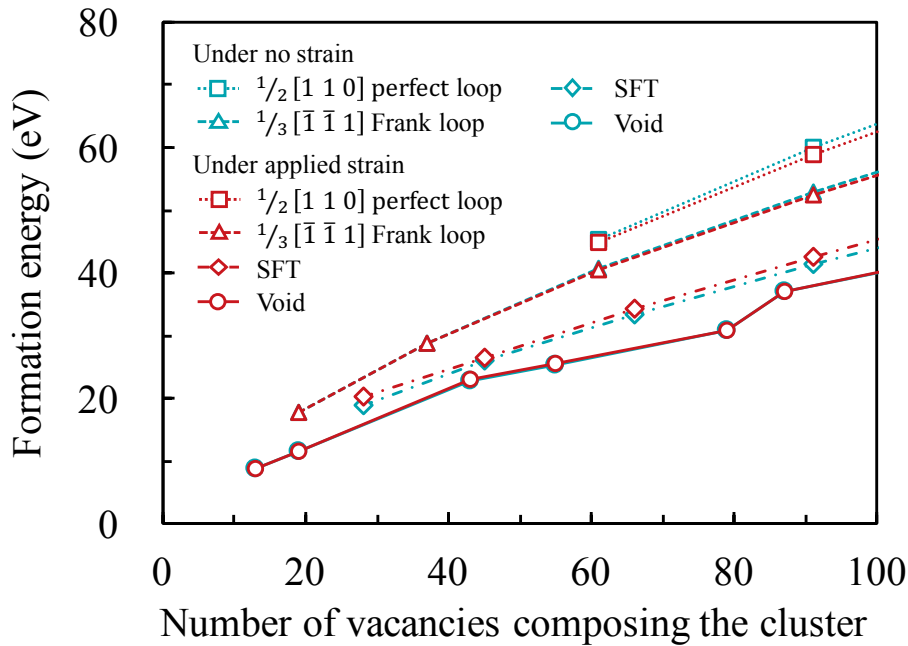 80
60
40
20
0
Formation energy (eV)
Under no strain
1/2 [1 1 0] perfect loop
1/3 [1̅ 1̅ 1] Frank loop
SFT
Void
Under applied strain
1/2 [1 1 0] perfect loop
1/3 [1̅ 1̅ 1] Frank loop
SFT
Void
0 20 40 60 80 100
Number of vacancies composing the cluster